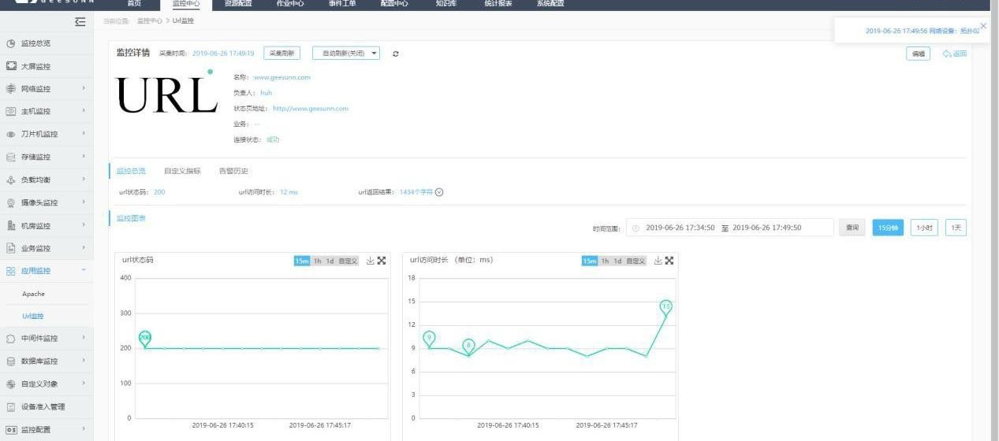 GEESUNN
首页 监控中心 资源配置 作业中心 事件工单 配置中心 知识库 统计报表 系统配置
当前位置: 监控中心 > Url监控
2019-06-26 17:49:56 网络设备: 拓扑02
监控总览
大屏监控
网络监控
主机监控
刀片机监控
存储监控
负载均衡
摄像头监控
机房监控
业务监控
应用监控
Apache
Url监控
中间件监控
数据库监控
自定义对象
设备准入管理
监控配置
监控详情 采集时间: 2019-06-26 17:49:19 采集刷新 自动刷新(关闭) 编辑 返回
URL
名称: www.geesunn.com
负责人: huh
状态页地址: http://www.geesunn.com
业务: --
连接状态: 成功
监控总览 自定义指标 告警历史
url状态码: 200 url访问时长: 12 ms url返回结果: 1434个字符
监控图表
时间范围: 2019-06-26 17:34:50 至 2019-06-26 17:49:50 查询 15分钟 1小时 1天
url状态码 15m 1h 1d 自定义
400
300
200
100
0
200
2019-06-26 17:40:15 2019-06-26 17:45:17
url访问时长 (单位: ms) 15m 1h 1d 自定义
18
15
12
9
6
3
0
9
8
13
2019-06-26 17:40:15 2019-06-26 17:45:17